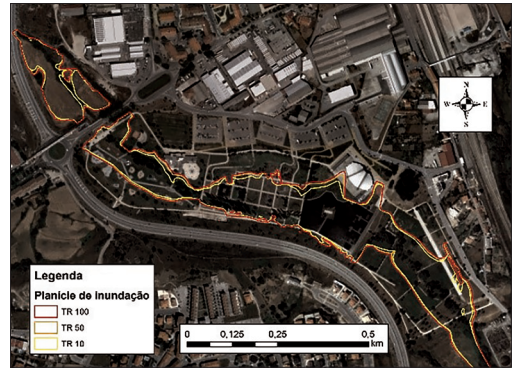 N
W E
S
Legenda
Planície de Inundação
TR 100
TR 50
TR 10
0 0,125 0,25 0,5
km